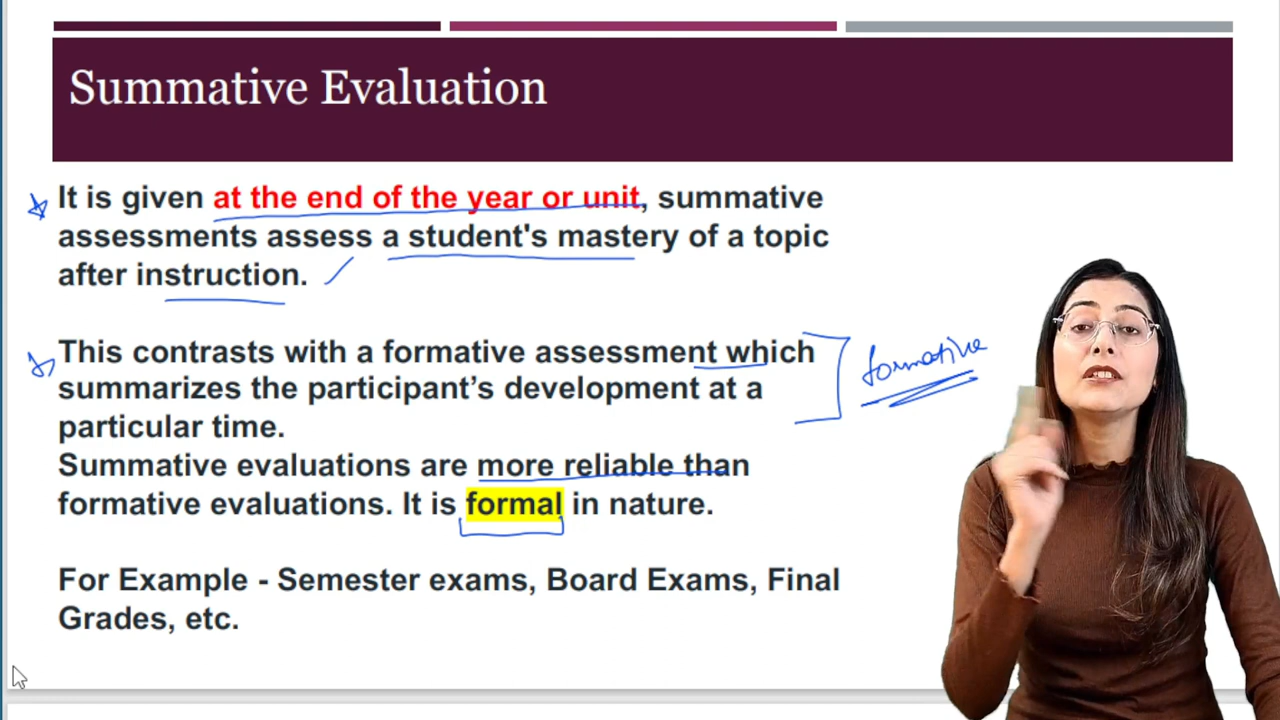 Summative Evaluation
It is given at the end of the year or unit, summative
assessments assess a student's mastery of a topic
after instruction.
This contrasts with a formative assessment which
summarizes the participant’s development at a
particular time.
formative
Summative evaluations are more reliable than
formative evaluations. It is formal in nature.
For Example - Semester exams, Board Exams, Final
Grades, etc.